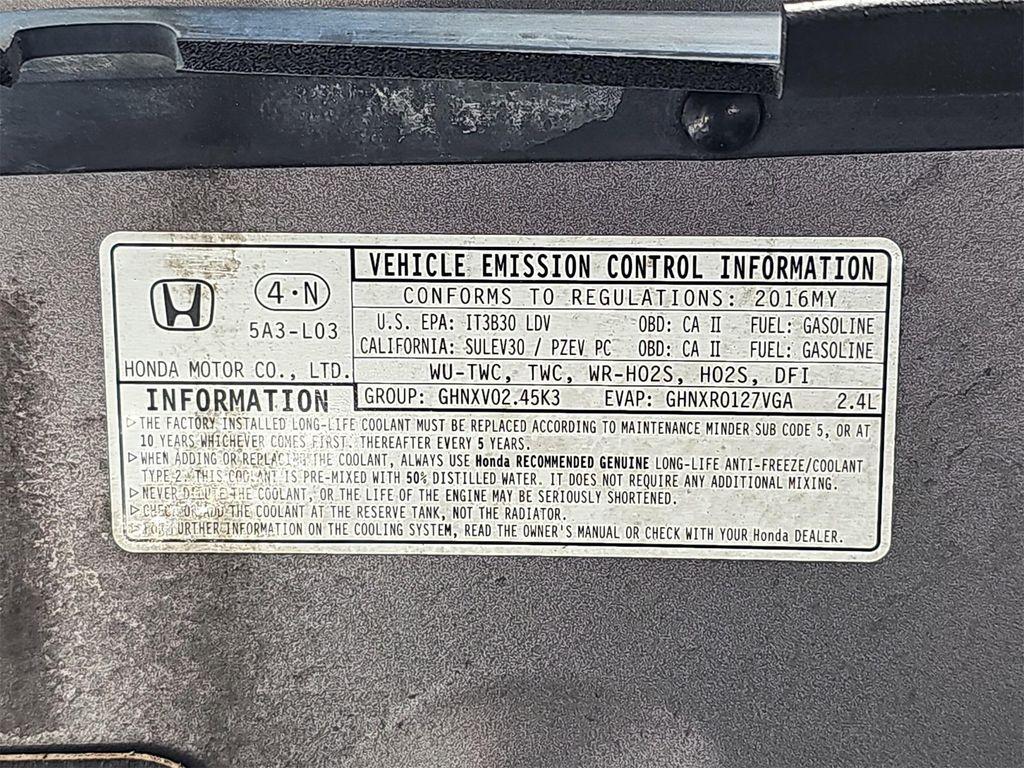 4·N
5A3-L03
HONDA MOTOR CO., LTD.
VEHICLE EMISSION CONTROL INFORMATION
CONFORMS TO REGULATIONS: 2016MY
U.S. EPA: IT3B30 LDV OBD: CA II FUEL: GASOLINE
CALIFORNIA: SULEV30 / PZEV PC OBD: CA II FUEL: GASOLINE
WU-TWC, TWC, WR-HO2S, HO2S, DFI
GROUP: GHNXV02.45K3 EVAP: GHNXR0127VGA 2.4L
INFORMATION
▷THE FACTORY INSTALLED LONG-LIFE COOLANT MUST BE REPLACED ACCORDING TO MAINTENANCE MINDER SUB CODE 5, OR AT
10 YEARS WHICHEVER COMES FIRST. THEREAFTER EVERY 5 YEARS.
▷WHEN ADDING OR REPLACING THE COOLANT, ALWAYS USE Honda RECOMMENDED GENUINE LONG-LIFE ANTI-FREEZE/COOLANT
TYPE 2. THIS COOLANT IS PRE-MIXED WITH 50% DISTILLED WATER. IT DOES NOT REQUIRE ANY ADDITIONAL MIXING.
▷NEVER DILUTE THE COOLANT, OR THE LIFE OF THE ENGINE MAY BE SERIOUSLY SHORTENED.
▷CHECK OR ADD THE COOLANT AT THE RESERVE TANK, NOT THE RADIATOR.
▷FOR FURTHER INFORMATION ON THE COOLING SYSTEM, READ THE OWNER'S MANUAL OR CHECK WITH YOUR Honda DEALER.